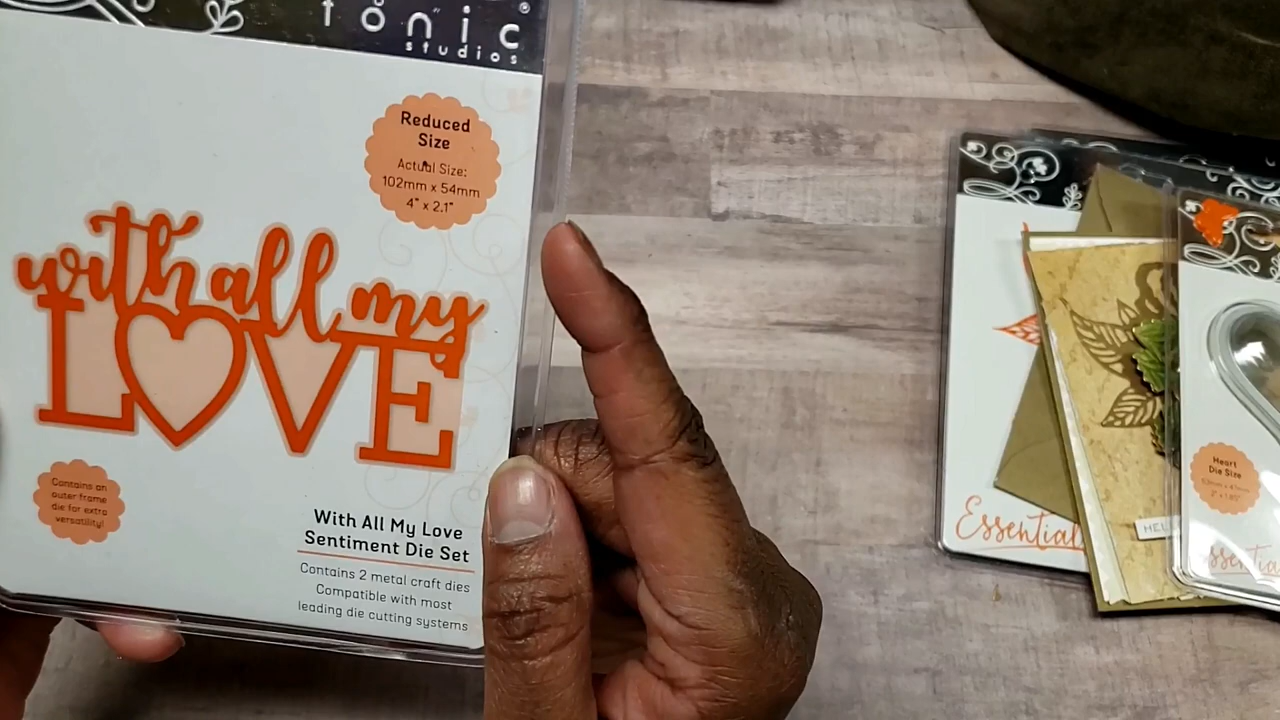 tonic
studios
Reduced
Size
Actual Size:
102mm x 54mm
4" x 2.1"
with all my
LOVE
Contains an
outer frame
die for extra
versatility!
With All My Love
Sentiment Die Set
Contains 2 metal craft dies
Compatible with most
leading die cutting systems
Essential
HEL
Heart
Die Size